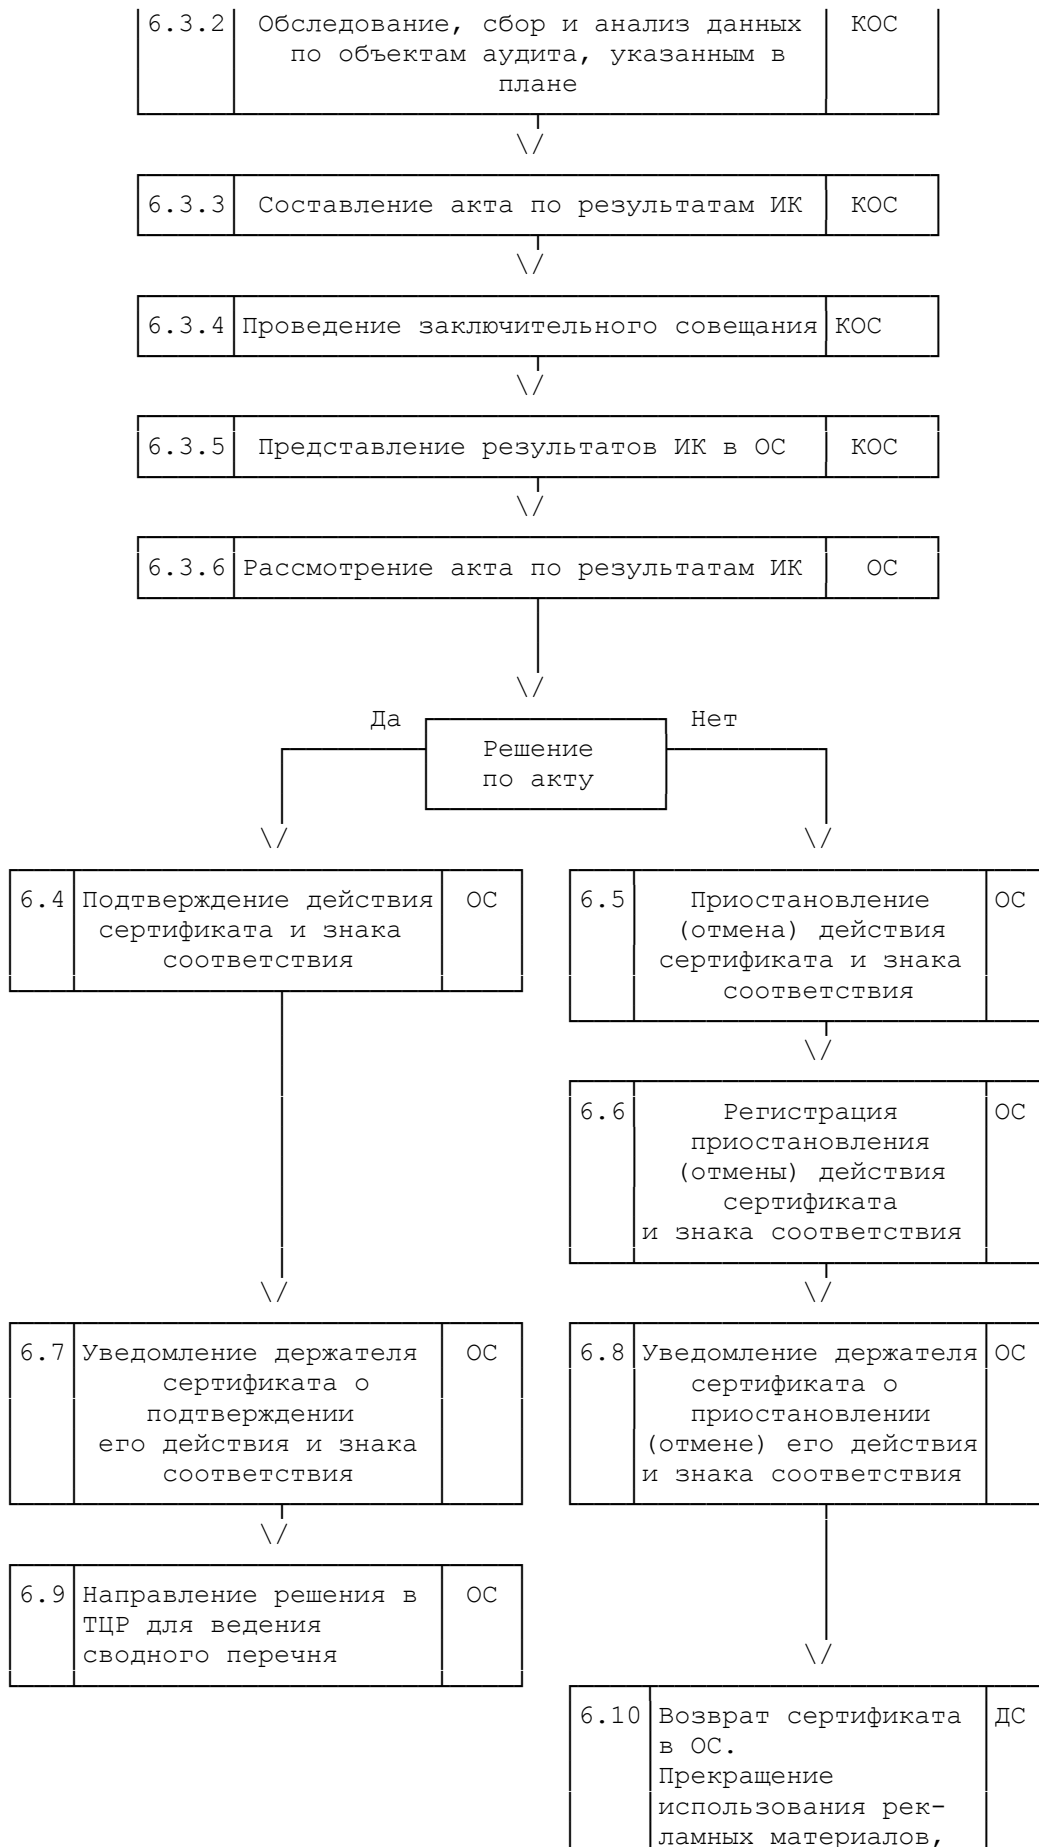 6.3.2 Обследование, сбор и анализ данных КОС
по объектам аудита, указанным в
плане
6.3.3 Составление акта по результатам ИК КОС
6.3.4 Проведение заключительного совещания КОС
6.3.5 Представление результатов ИК в ОС КОС
6.3.6 Рассмотрение акта по результатам ИК ОС
Да Нет
Решение
по акту
6.4 Подтверждение действия ОС
сертификата и знака
соответствия
6.5 Приостановление ОС
(отмена) действия
сертификата и знака
соответствия
6.6 Регистрация ОС
приостановления
(отмены) действия
сертификата
и знака соответствия
6.7 Уведомление держателя ОС
сертификата о
подтверждении
его действия и знака
соответствия
6.8 Уведомление держателя ОС
сертификата о
приостановлении
(отмене) его действия
и знака соответствия
6.9 Направление решения в ОС
ТЦР для ведения
сводного перечня
6.10 Возврат сертификата ДС
в ОС.
Прекращение
использования рек-
ламных материалов,